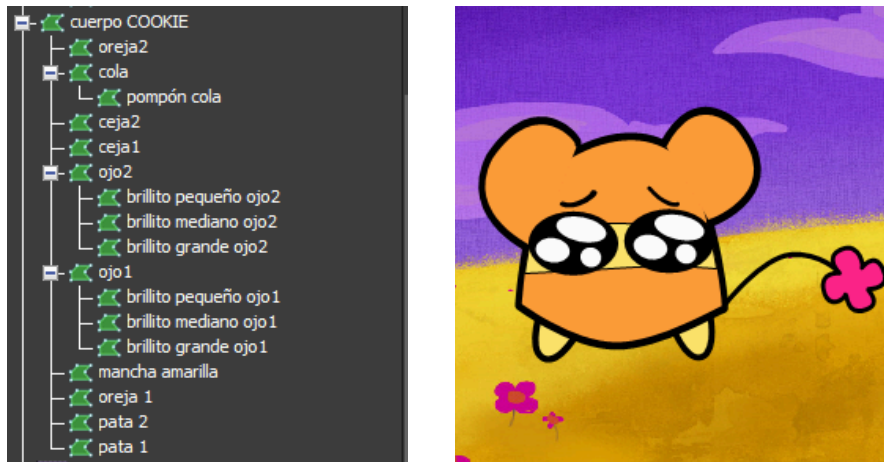 cuerpo COOKIE
oreja2
cola
pompón cola
ceja2
ceja1
ojo2
brillito pequeño ojo2
brillito mediano ojo2
brillito grande ojo2
ojo1
brillito pequeño ojo1
brillito mediano ojo1
brillito grande ojo1
mancha amarilla
oreja 1
pata 2
pata 1